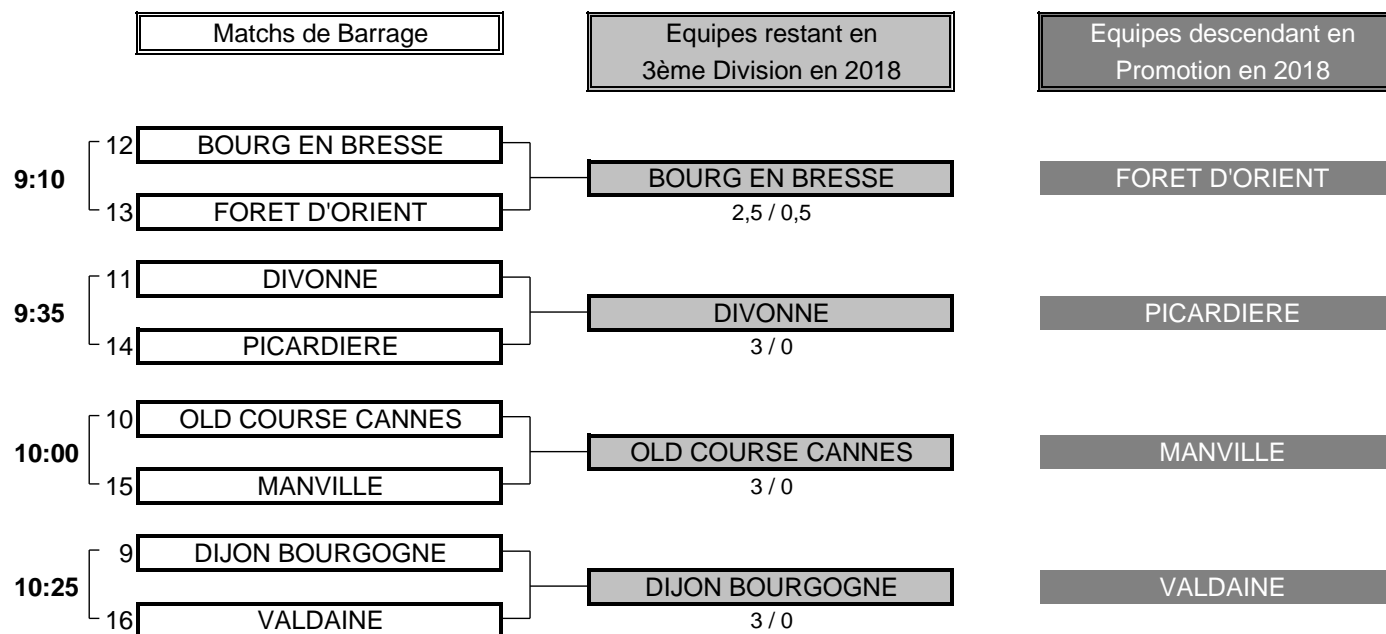 Matchs de Barrage
Equipes restant en
3ème Division en 2018
Equipes descendant en
Promotion en 2018
12 BOURG EN BRESSE
9:10 BOURG EN BRESSE FORET D'ORIENT
13 FORET D'ORIENT 2,5 / 0,5
11 DIVONNE
9:35 DIVONNE PICARDIERE
14 PICARDIERE 3 / 0
10 OLD COURSE CANNES
10:00 OLD COURSE CANNES MANVILLE
15 MANVILLE 3 / 0
9 DIJON BOURGOGNE
10:25 DIJON BOURGOGNE VALDAINE
16 VALDAINE 3 / 0